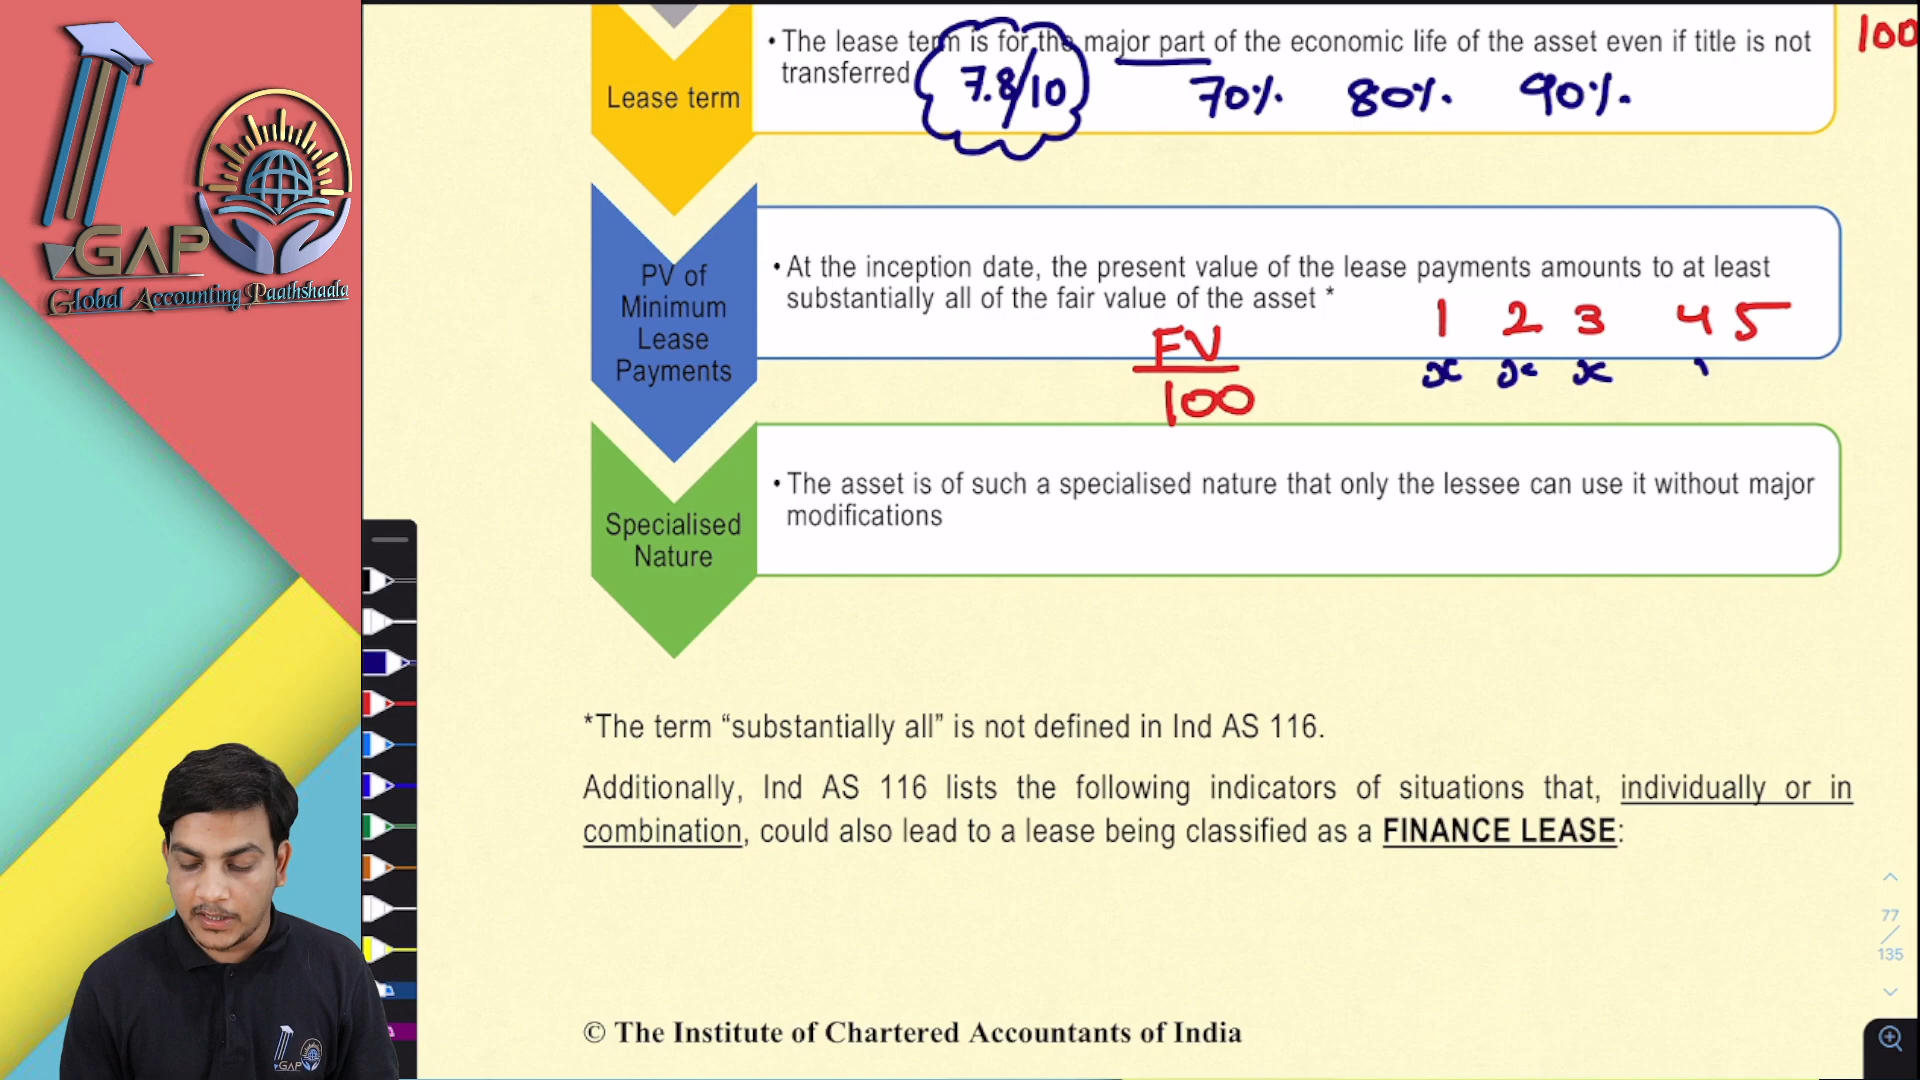 GAP
Global Accounting Paathshaala
Lease term
• The lease term is for the major part of the economic life of the asset even if title is not
transferred
7.8/10
70%. 80%. 90%.
100
PV of
Minimum
Lease
Payments
• At the inception date, the present value of the lease payments amounts to at least
substantially all of the fair value of the asset *
FV
100
1 2 3 4 5
x x x
Specialised
Nature
• The asset is of such a specialised nature that only the lessee can use it without major
modifications
*The term “substantially all” is not defined in Ind AS 116.
Additionally, Ind AS 116 lists the following indicators of situations that, individually or in
combination, could also lead to a lease being classified as a FINANCE LEASE:
© The Institute of Chartered Accountants of India
77
/
135
GAP